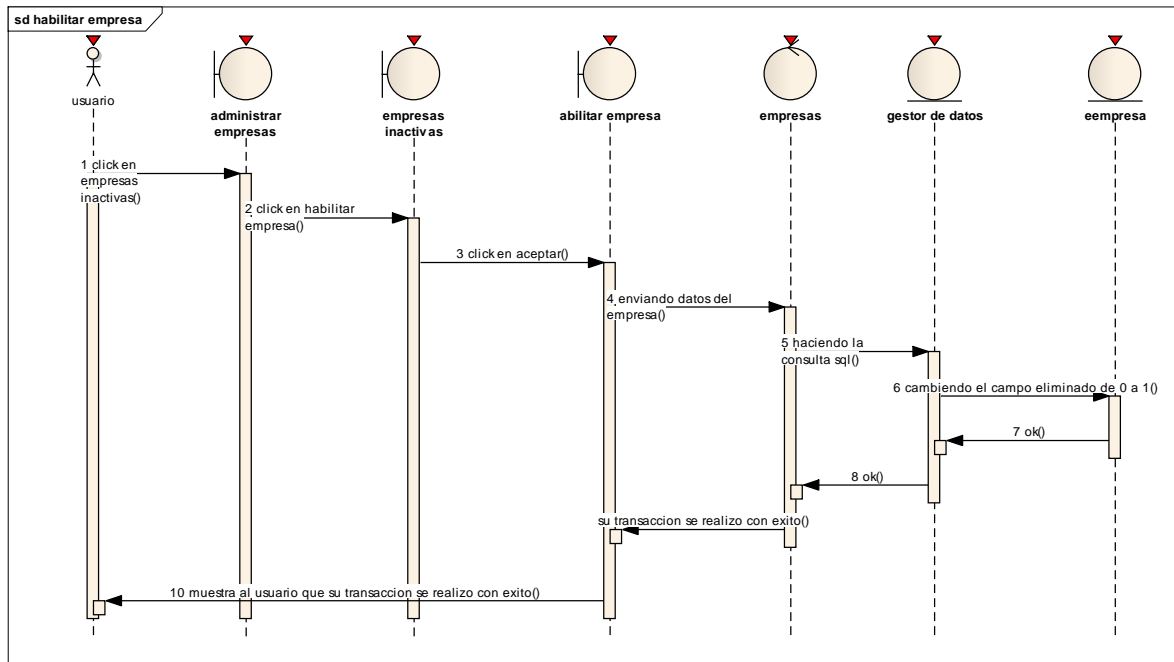 sd habilitar empresa
usuario
administrar
empresas
empresas
inactivas
abilitar empresa
empresas
gestor de datos
eempresa
1 click en
empresas
inactivas()
2 click en habilitar
empresa()
3 click en aceptar()
4 enviando datos del
empresa()
5 haciendo la
consulta sql()
6 cambiendo el campo eliminado de 0 a 1()
7 ok()
8 ok()
su transaccion se realizo con exito()
10 muestra al usuario que su transaccion se realizo con exito()